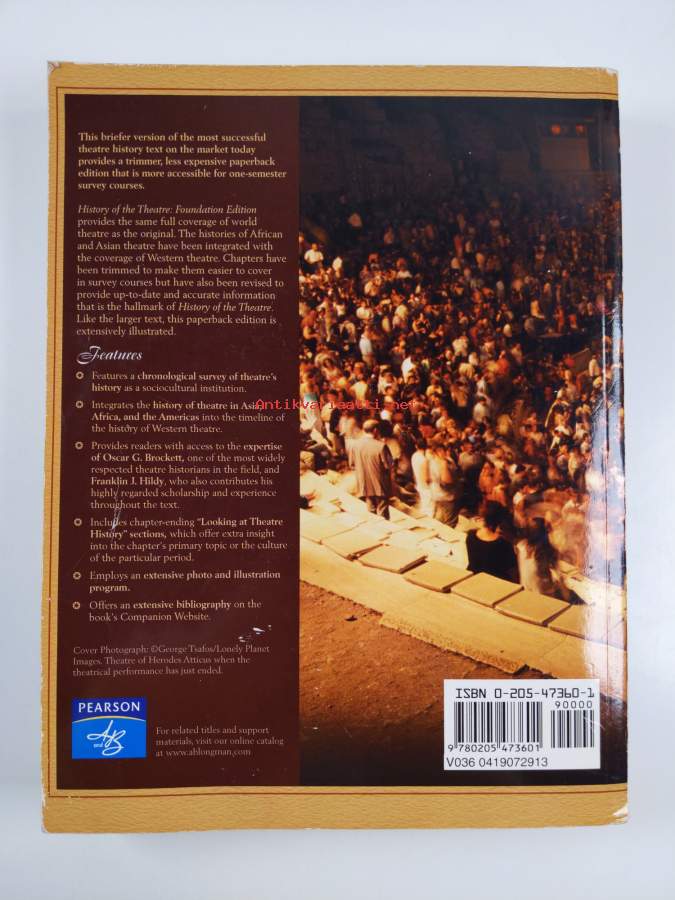 This briefer version of the most successful
theatre history text on the market today
provides a trimmer, less expensive paperback
edition that is more accessible for one-semester
survey courses.
History of the Theatre: Foundation Edition
provides the same full coverage of world
theatre as the original. The histories of African
and Asian theatre have been integrated with
the coverage of Western theatre. Chapters have
been trimmed to make them easier to cover
in survey courses but have also been revised to
provide up-to-date and accurate information
that is the hallmark of History of the Theatre.
Like the larger text, this paperback edition is
extensively illustrated.
Features
Features a chronological survey of theatre's
history as a sociocultural institution.
Integrates the history of theatre in Asia,
Africa, and the Americas into the timeline of
the history of Western theatre.
Antikvariaatti.net
Provides readers with access to the expertise
of Oscar G. Brockett, one of the most widely
respected theatre historians in the field, and
Franklin J. Hildy, who also contributes his
highly regarded scholarship and experience
throughout the text.
Includes chapter-ending "Looking at Theatre
History" sections, which offer extra insight
into the chapter's primary topic or the culture
of the particular period.
Employs an extensive photo and illustration
program.
Offers an extensive bibliography on the
book's Companion Website.
Cover Photograph: ©George Tsafos/Lonely Planet
Images. Theatre of Herodes Atticus when the
theatrical performance has just ended.
PEARSON
A and B
For related titles and support
materials, visit our online catalog
at www.ablongman.com
ISBN 0-205-47360-1
90000
9 780205 473601
V036 0419072913